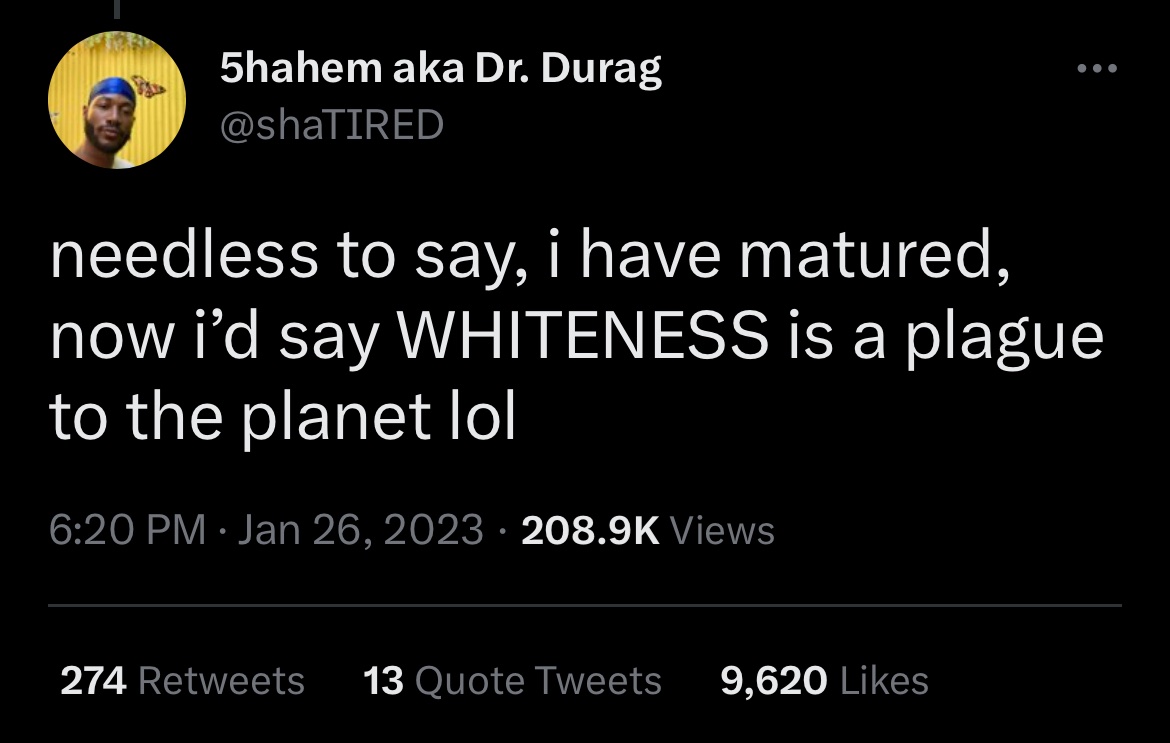 5hahem aka Dr. Durag
@shaTIRED
needless to say, i have matured,
now i’d say WHITENESS is a plague
to the planet lol
6:20 PM · Jan 26, 2023 · 208.9K Views
274 Retweets 13 Quote Tweets 9,620 Likes